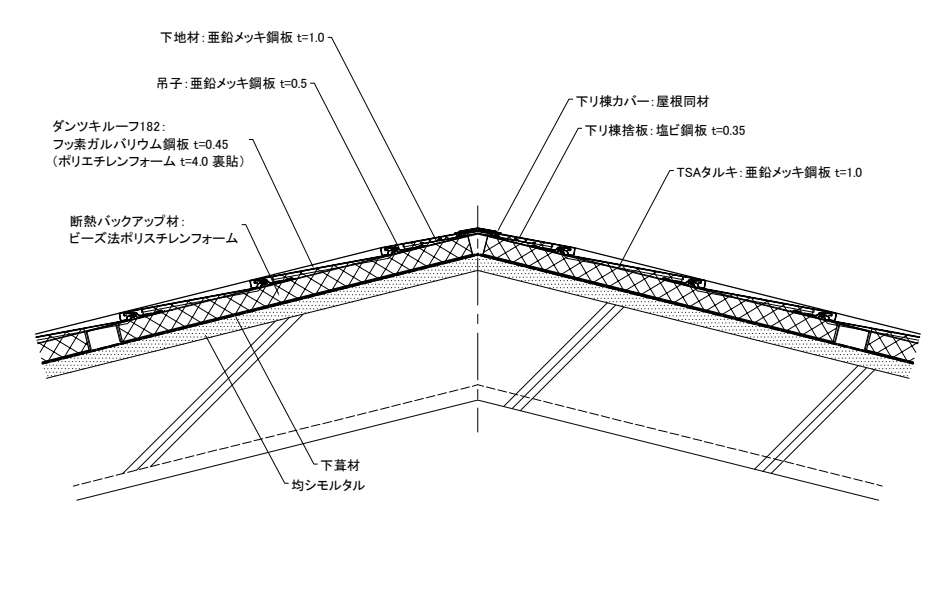 下地材：亜鉛メッキ鋼板 t=1.0
吊子：亜鉛メッキ鋼板 t=0.5
ダンツキルーフ182：
フッ素ガルバリウム鋼板 t=0.45
（ポリエチレンフォーム t=4.0 裏貼）
断熱バックアップ材：
ビーズ法ポリスチレンフォーム
下リ棟カバー：屋根同材
下リ棟捨板：塩ビ鋼板 t=0.35
TSAタルキ：亜鉛メッキ鋼板 t=1.0
下葺材
均シモルタル